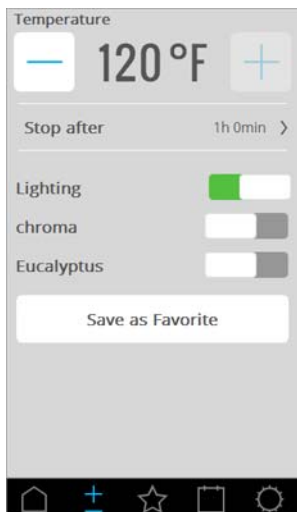 Temperature
120 °F
Stop after 1h 0min
Lighting
chroma
Eucalyptus
Save as Favorite